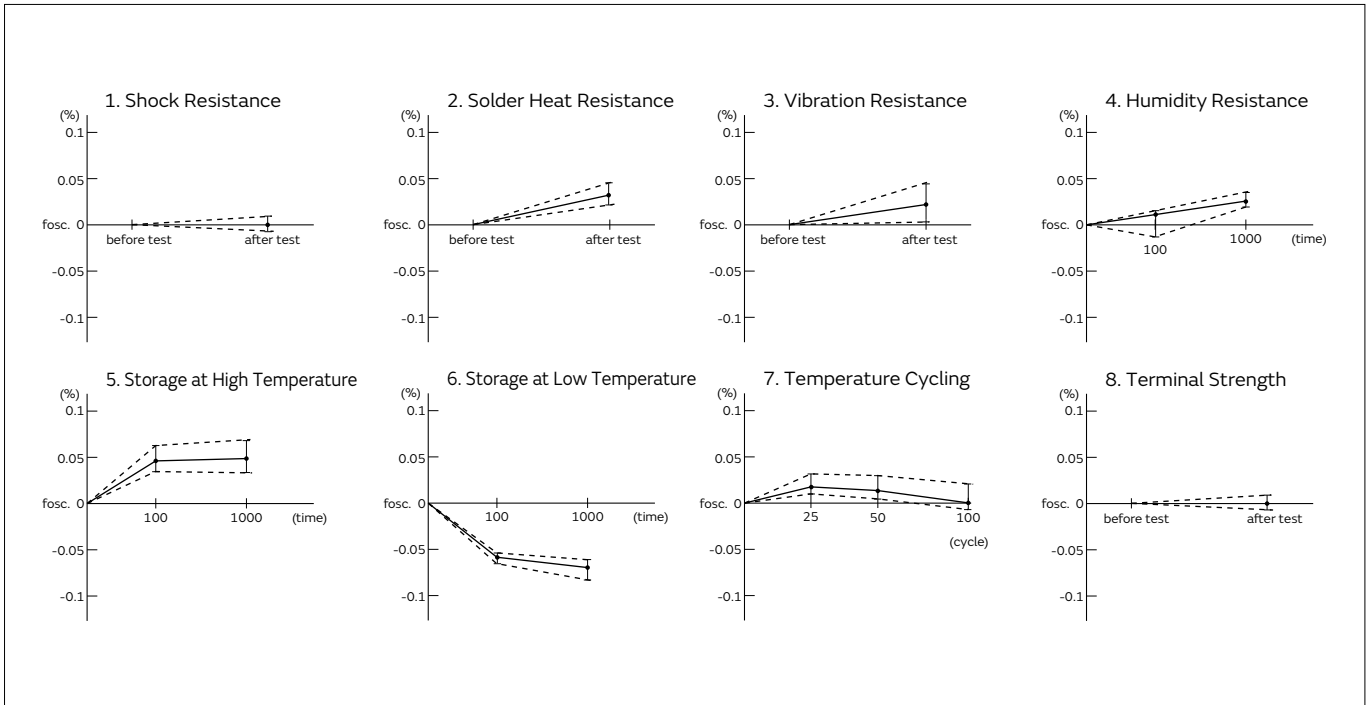 1. Shock Resistance
(%)
0.1
0.05
fosc. 0
-0.05
-0.1
before test
after test
2. Solder Heat Resistance
(%)
0.1
0.05
fosc. 0
-0.05
-0.1
before test
after test
3. Vibration Resistance
(%)
0.1
0.05
fosc. 0
-0.05
-0.1
before test
after test
4. Humidity Resistance
(%)
0.1
0.05
fosc. 0
-0.05
-0.1
100
1000
(time)
5. Storage at High Temperature
(%)
0.1
0.05
fosc. 0
-0.05
-0.1
100
1000
(time)
6. Storage at Low Temperature
(%)
0.1
0.05
fosc. 0
-0.05
-0.1
100
1000
(time)
7. Temperature Cycling
(%)
0.1
0.05
fosc. 0
-0.05
-0.1
25
50
100
(cycle)
8. Terminal Strength
(%)
0.1
0.05
fosc. 0
-0.05
-0.1
before test
after test